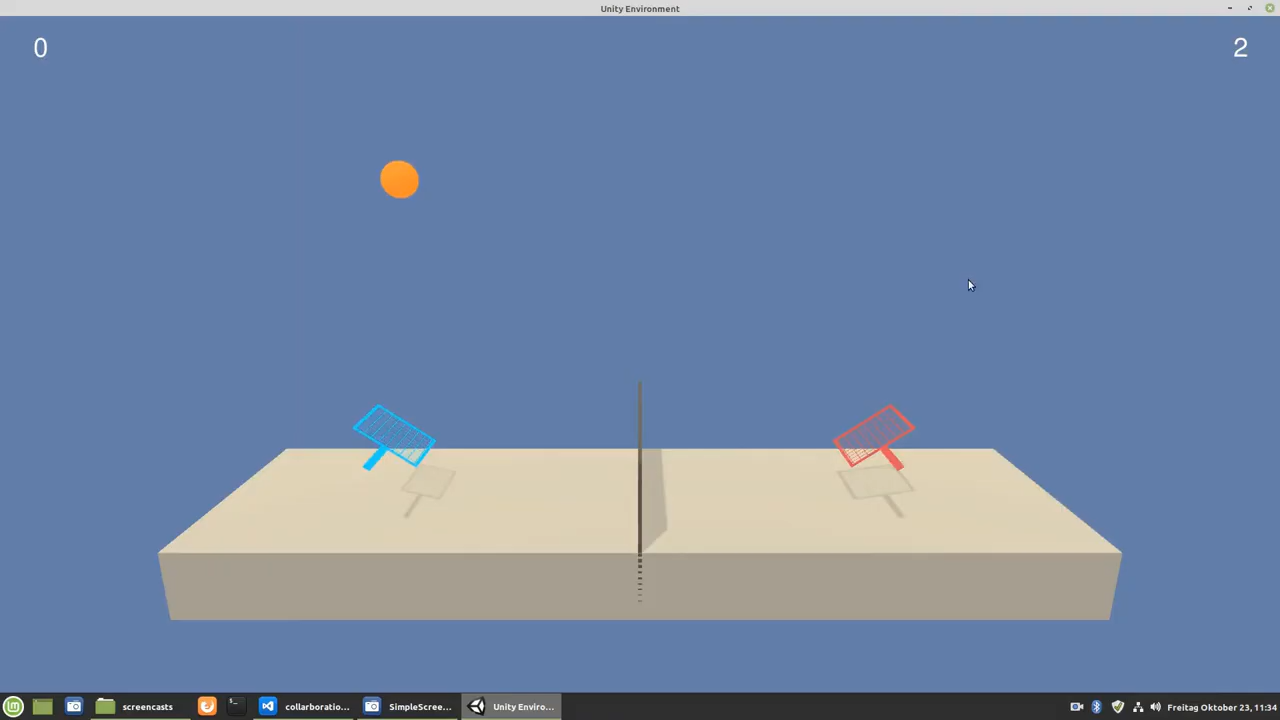 Unity Environment
0
2
screencasts
collarboratio...
SimpleScree...
Unity Enviro...
Freitag Oktober 23, 11:34